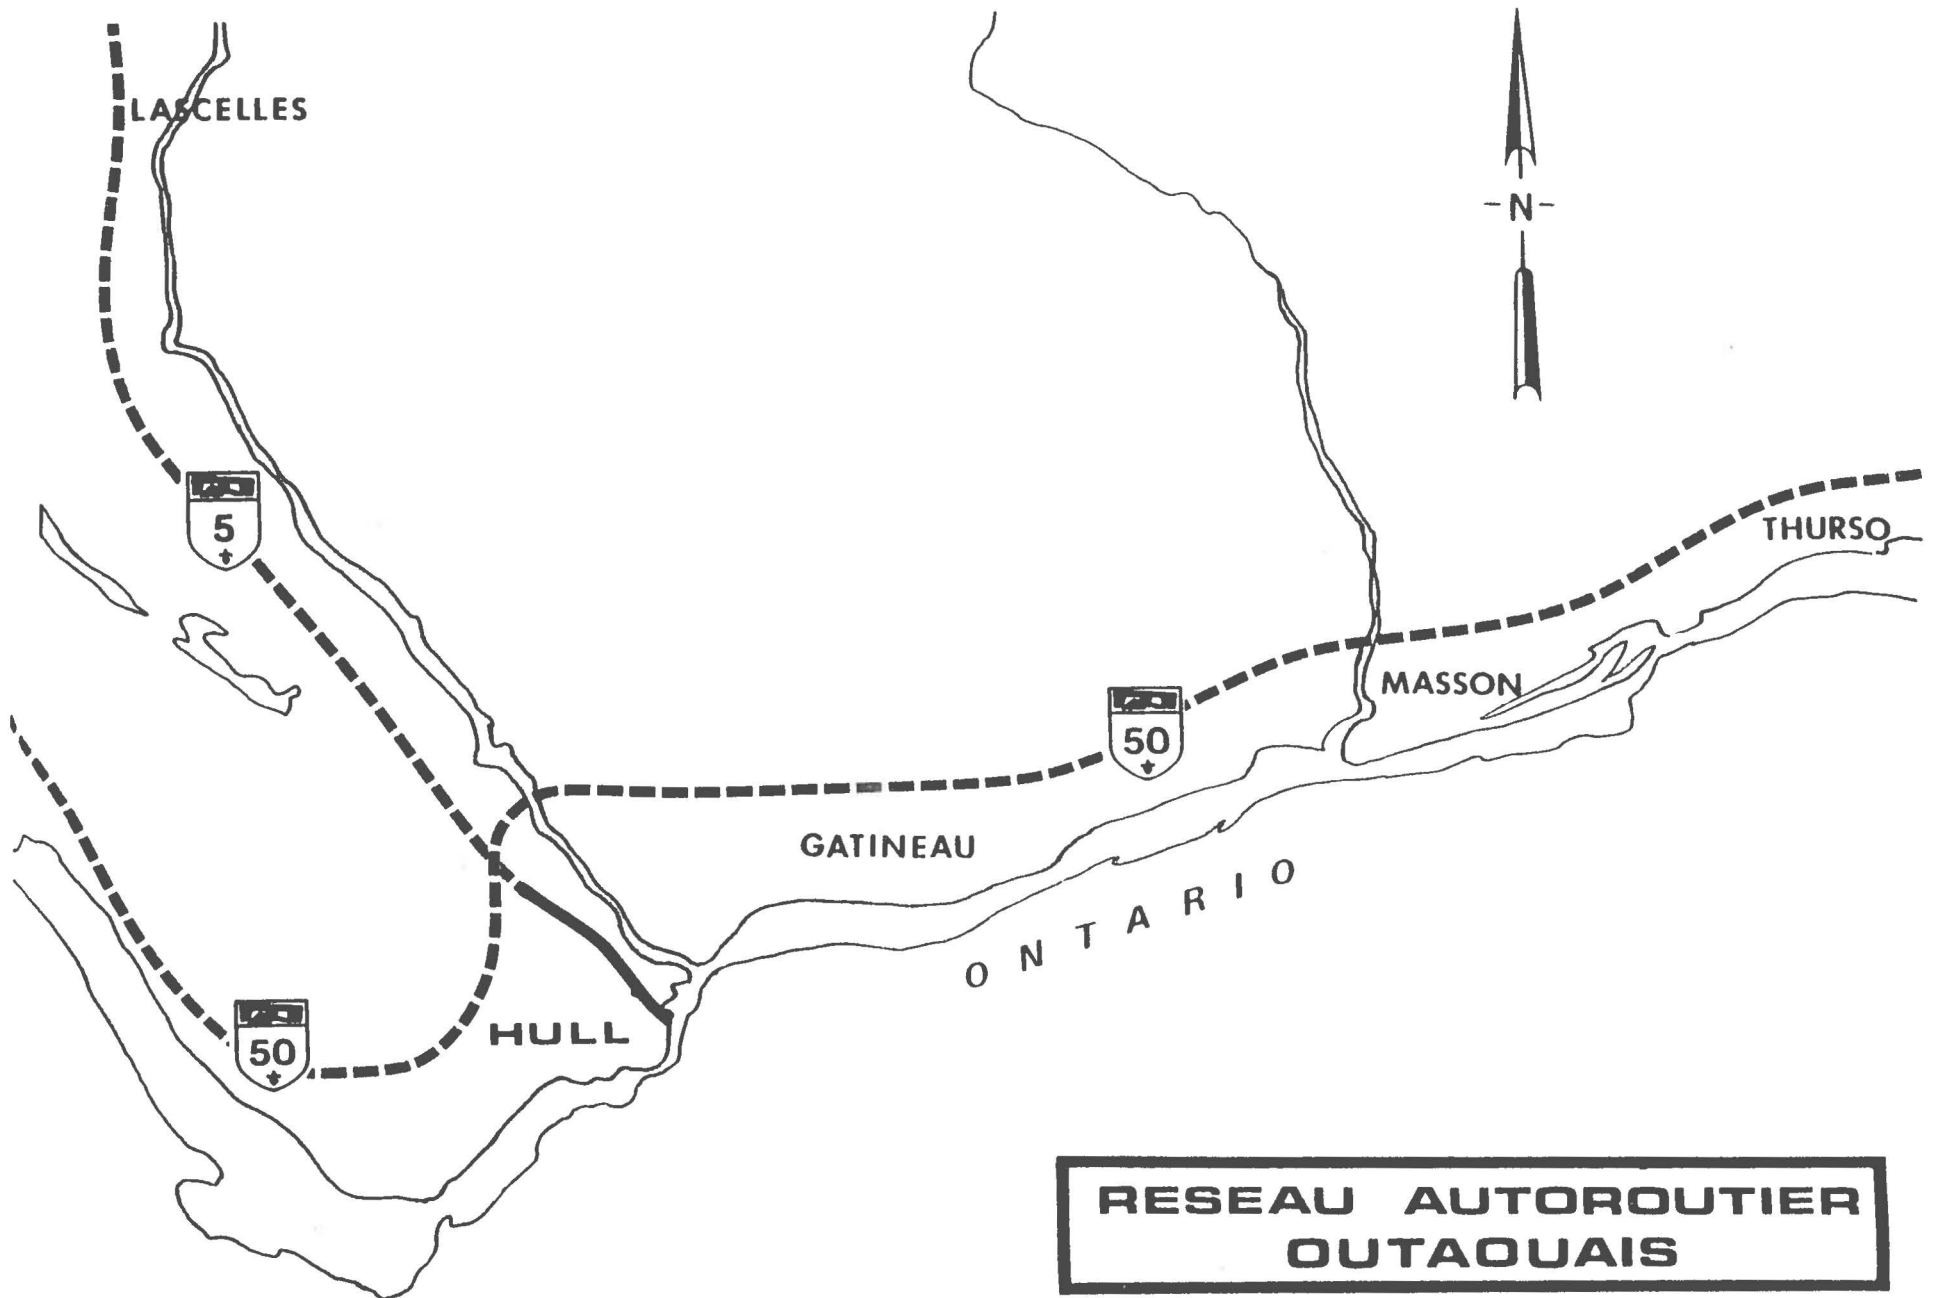 LASCELLES
-N-
5
THURSO
MASSON
50
GATINEAU
ONTARIO
50
HULL
RESEAU AUTOROUTIER
OUTAOUAIS